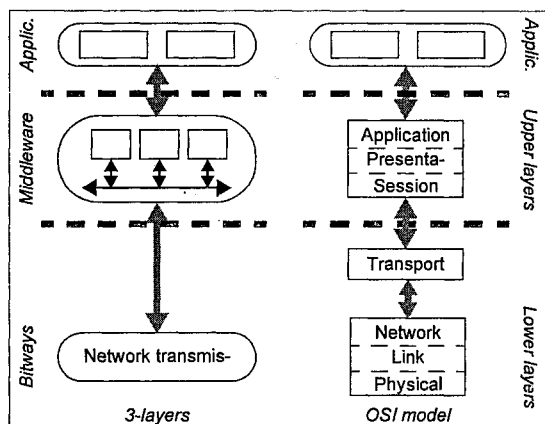 Applic.
Applic.
Middleware
Application
Presenta-
Session
Upper layers
Transport
Bitways
Network transmis-
Network
Link
Physical
Lower layers
3-layers
OSI model